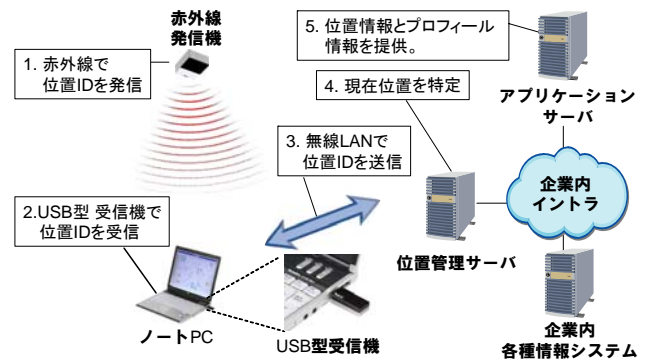 赤外線
発信機
1. 赤外線で
位置IDを発信
5. 位置情報とプロフィール
情報を提供。
4. 現在位置を特定
アプリケーション
サーバ
3. 無線LANで
位置IDを送信
企業内
イントラ
2.USB型 受信機で
位置IDを受信
位置管理サーバ
ノートPC
USB型受信機
企業内
各種情報システム